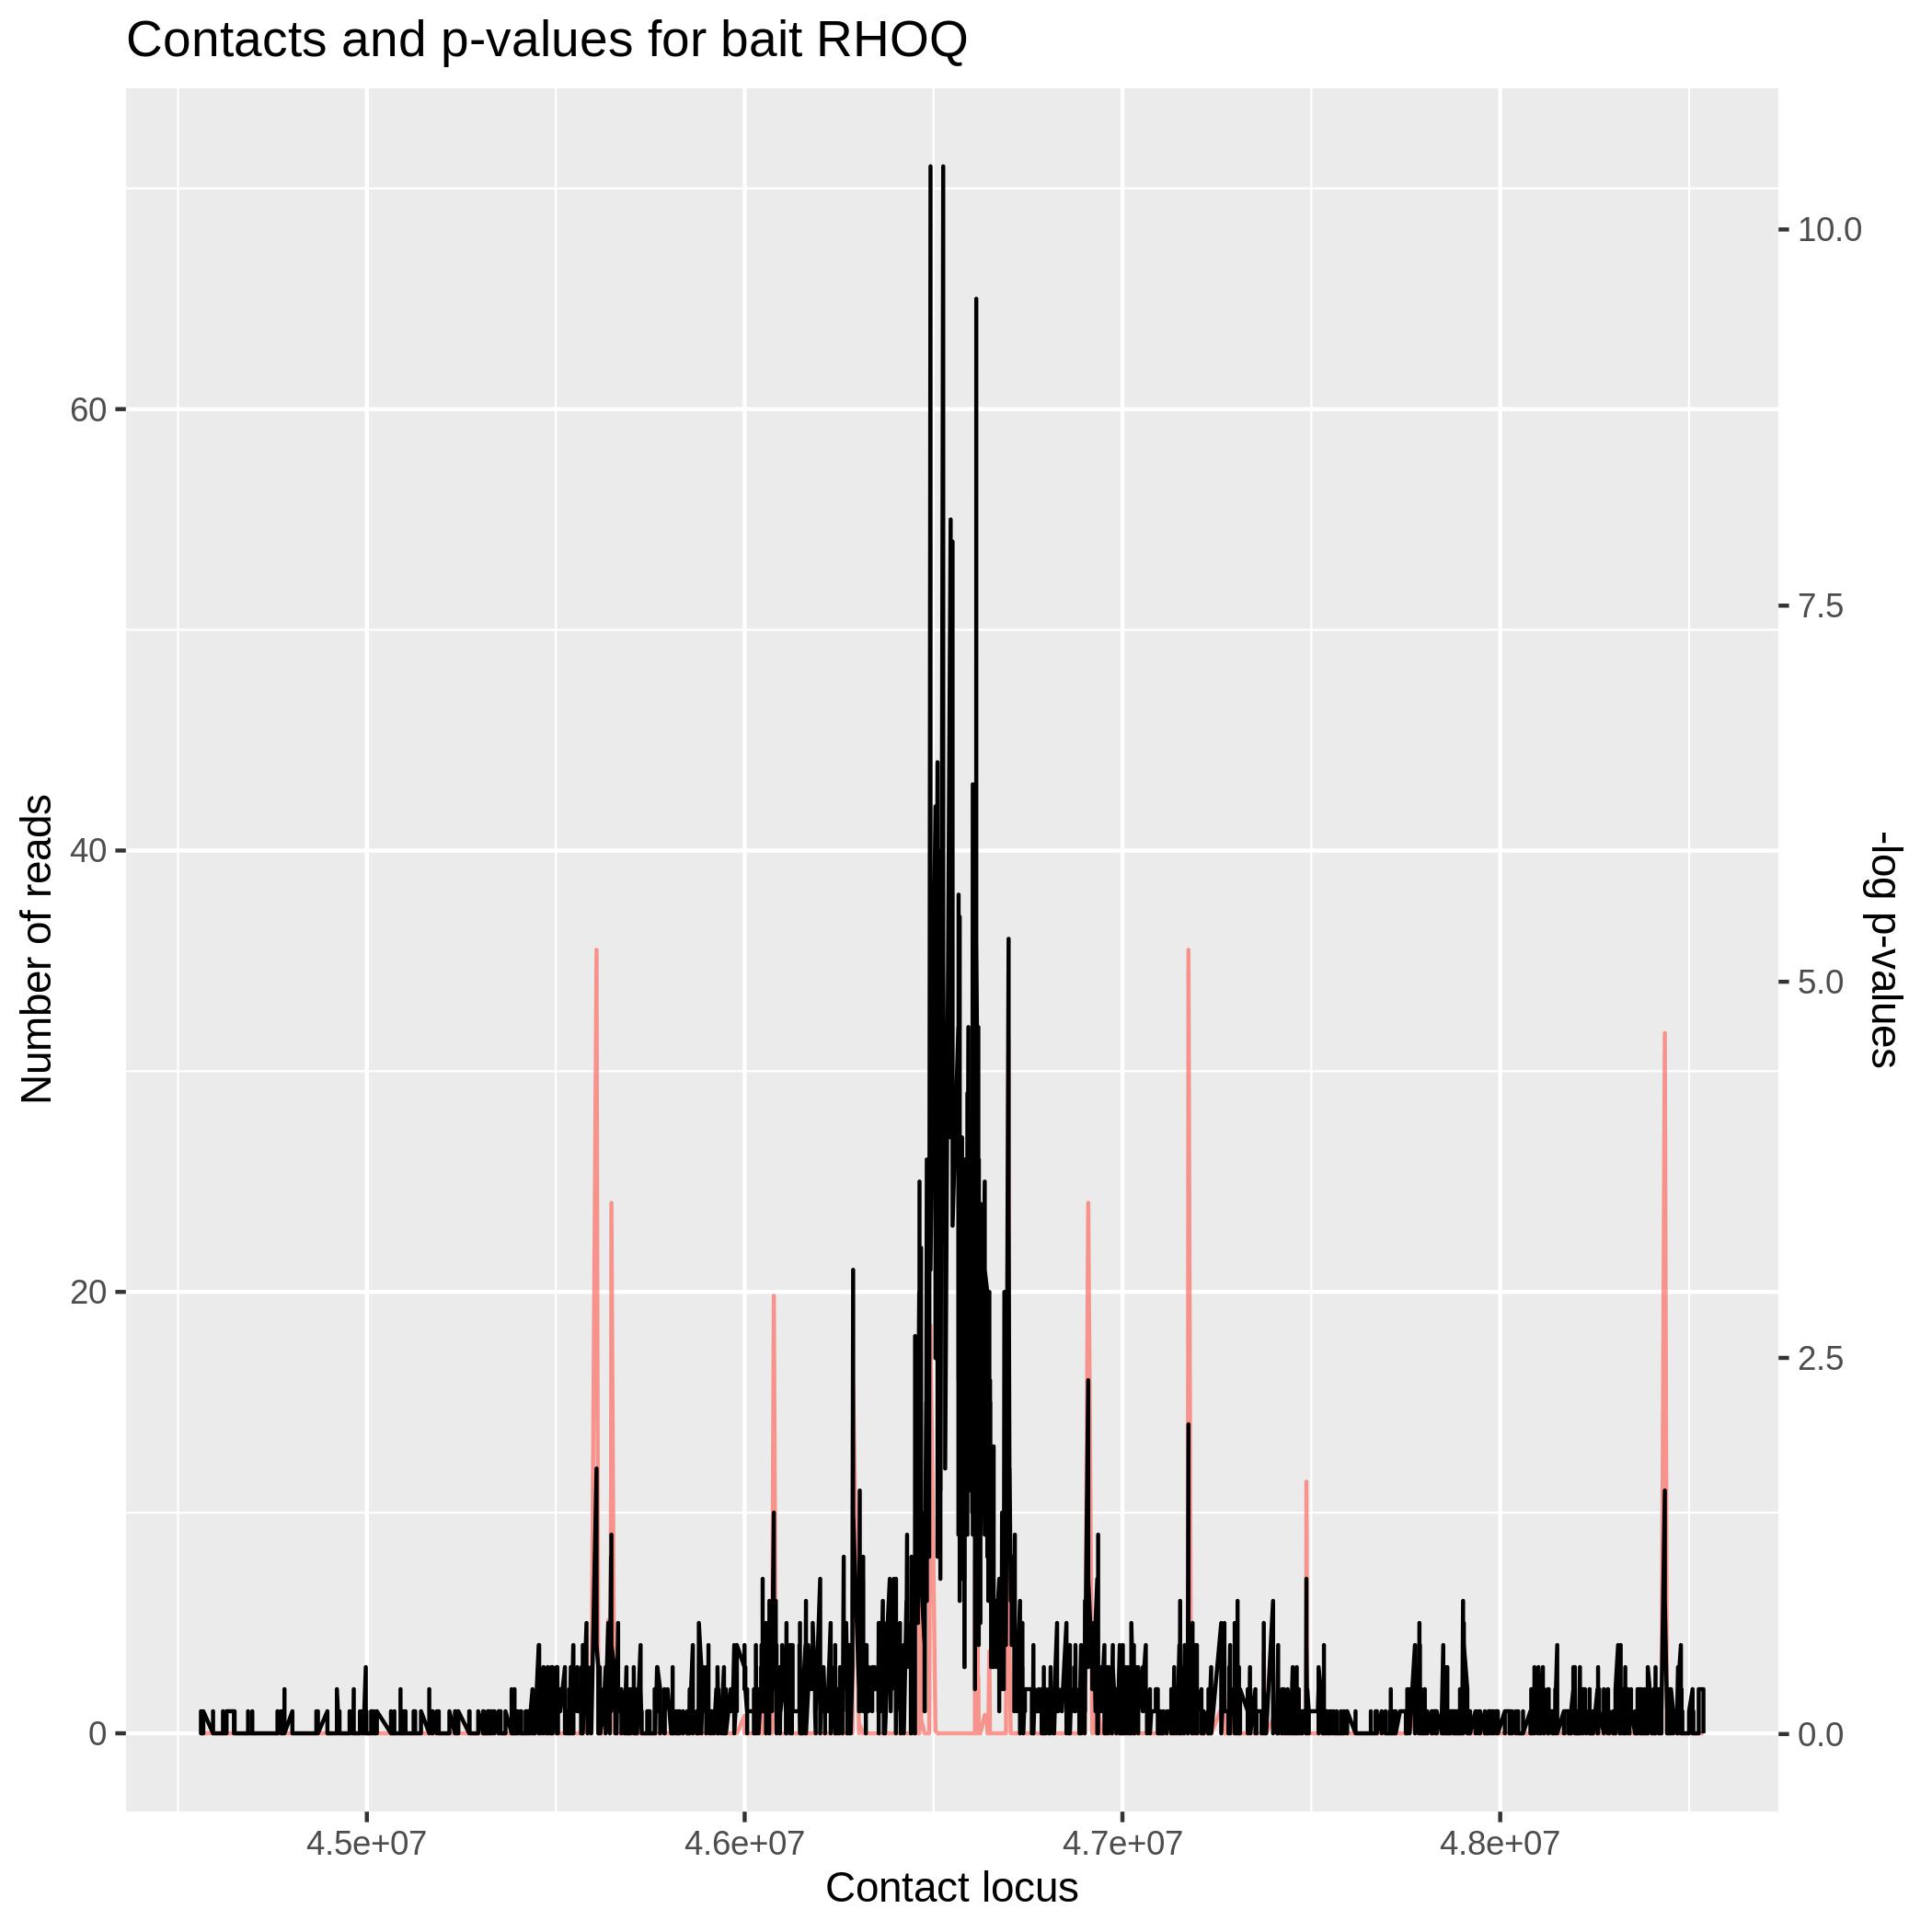 Contacts and p-values for bait RHOQ
Number of reads
60
40
20
0
10.0
7.5
5.0
2.5
0.0
-log p-values
4.5e+07 4.6e+07 4.7e+07 4.8e+07
Contact locus